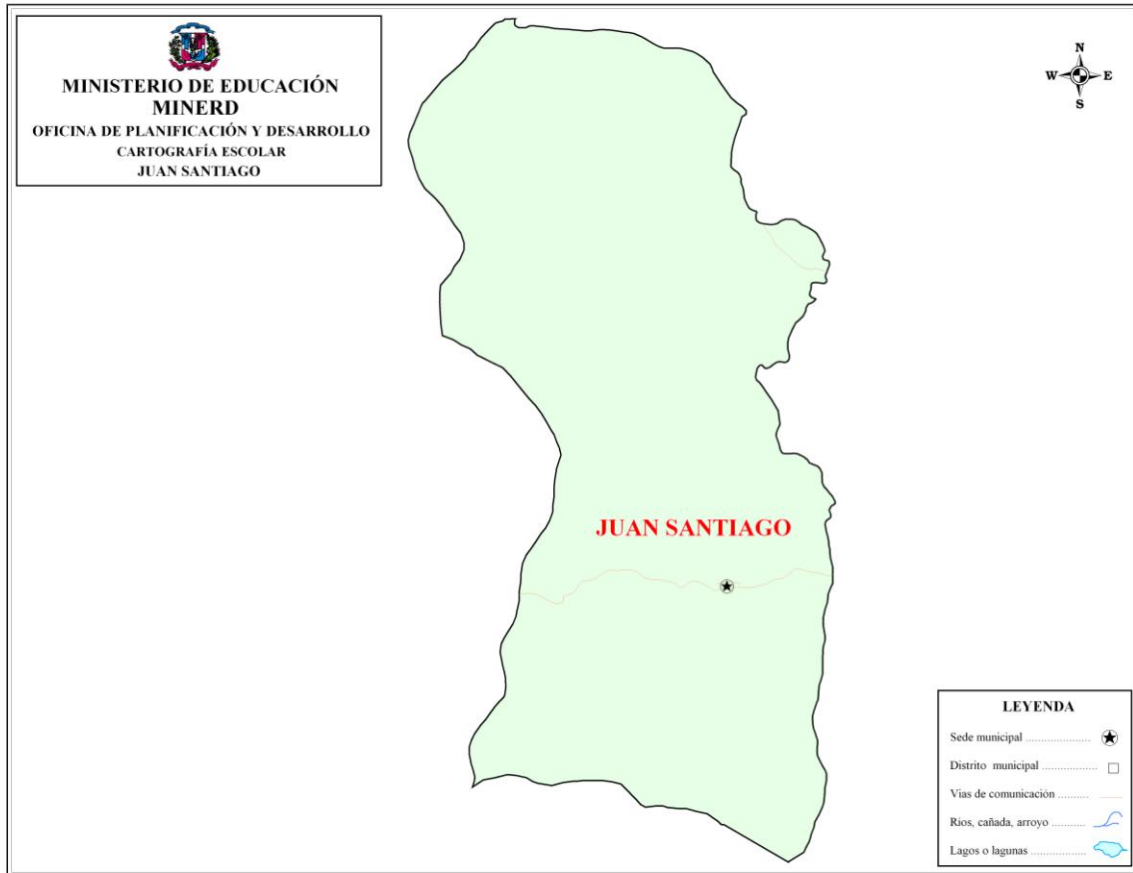 MINISTERIO DE EDUCACIÓN
MINERD
OFICINA DE PLANIFICACIÓN Y DESARROLLO
CARTOGRAFÍA ESCOLAR
JUAN SANTIAGO
N
W E
S
JUAN SANTIAGO
LEYENDA
Sede municipal ......................
Distrito municipal ..................
Vias de comunicación ..........
Rios, cañada, arroyo ............
Lagos o lagunas ...................